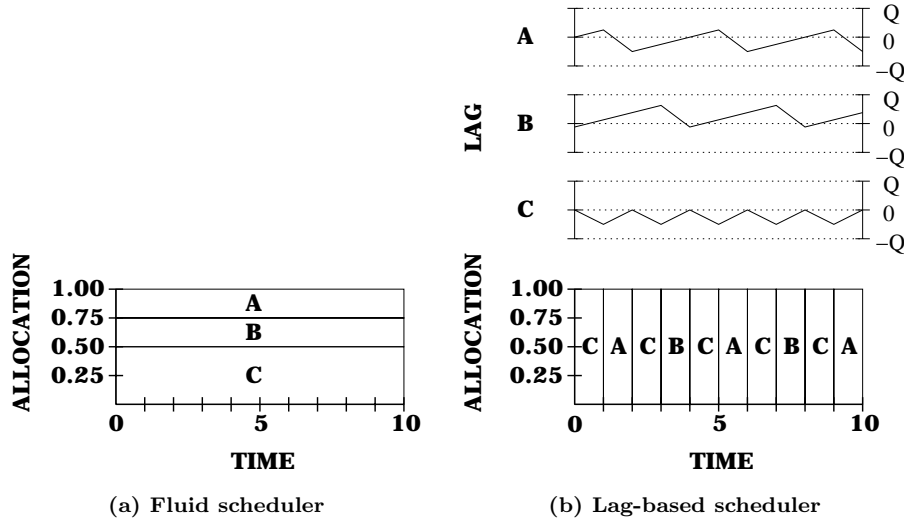 Q
A
0
−Q
LAG
Q
B
0
−Q
Q
C
0
−Q
ALLOCATION
1.00
0.75
0.50
0.25
A
B
C
0
5
10
TIME
(a) Fluid scheduler
ALLOCATION
1.00
0.75
0.50
0.25
C A C B C A C B C A
0
5
10
TIME
(b) Lag-based scheduler